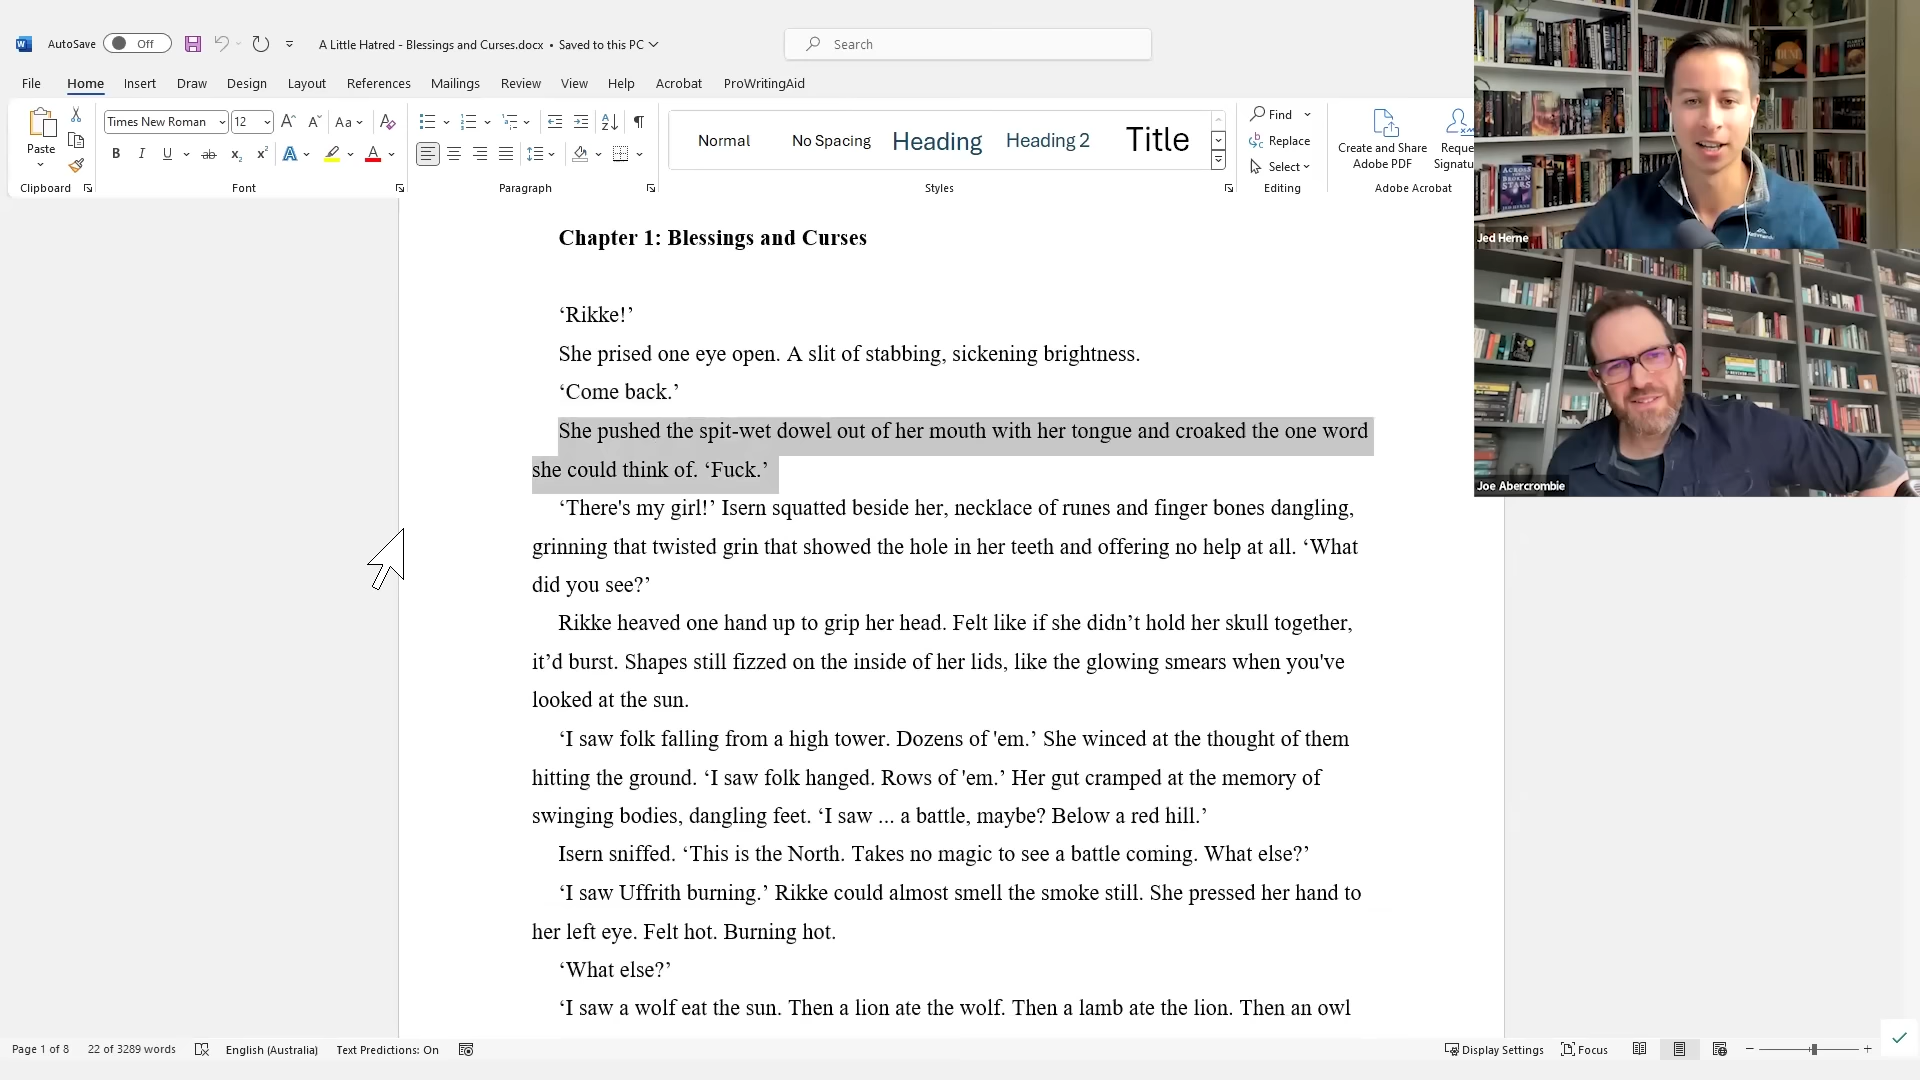 AutoSave Off A Little Hatred - Blessings and Curses.docx • Saved to this PC Search
File Home Insert Draw Design Layout References Mailings Review View Help Acrobat ProWritingAid
Times New Roman 12 Aa
Paste
B I U ab x₂ x² A A
Normal No Spacing Heading Heading 2 Title
Find
Replace
Select
Create and Share Adobe PDF
Reque
Signatu
Clipboard Font Paragraph Styles Editing Adobe Acrobat
ACROSS THE BROKEN STARS
JED HERNE
DUNE
Jed Herne
Joe Abercrombie
Chapter 1: Blessings and Curses
‘Rikke!’
She prised one eye open. A slit of stabbing, sickening brightness.
‘Come back.’
She pushed the spit-wet dowel out of her mouth with her tongue and croaked the one word
she could think of. ‘Fuck.’
‘There's my girl!’ Isern squatted beside her, necklace of runes and finger bones dangling,
grinning that twisted grin that showed the hole in her teeth and offering no help at all. ‘What
did you see?’
Rikke heaved one hand up to grip her head. Felt like if she didn’t hold her skull together,
it’d burst. Shapes still fizzed on the inside of her lids, like the glowing smears when you've
looked at the sun.
‘I saw folk falling from a high tower. Dozens of 'em.’ She winced at the thought of them
hitting the ground. ‘I saw folk hanged. Rows of 'em.’ Her gut cramped at the memory of
swinging bodies, dangling feet. ‘I saw ... a battle, maybe? Below a red hill.’
Isern sniffed. ‘This is the North. Takes no magic to see a battle coming. What else?’
‘I saw Uffrith burning.’ Rikke could almost smell the smoke still. She pressed her hand to
her left eye. Felt hot. Burning hot.
‘What else?’
‘I saw a wolf eat the sun. Then a lion ate the wolf. Then a lamb ate the lion. Then an owl
Page 1 of 8 22 of 3289 words English (Australia) Text Predictions: On Display Settings Focus